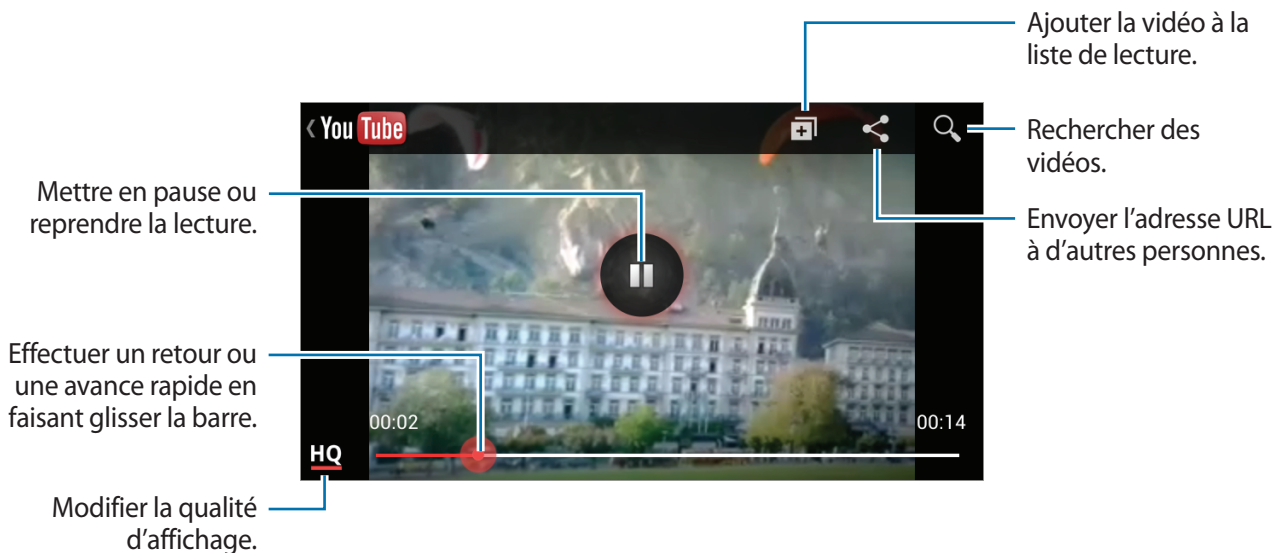 Ajouter la vidéo à la
liste de lecture.
You Tube
Rechercher des
vidéos.
Mettre en pause ou
reprendre la lecture.
Envoyer l'adresse URL
à d'autres personnes.
Effectuer un retour ou
une avance rapide en
faisant glisser la barre.
00:02
00:14
HQ
Modifier la qualité
d'affichage.